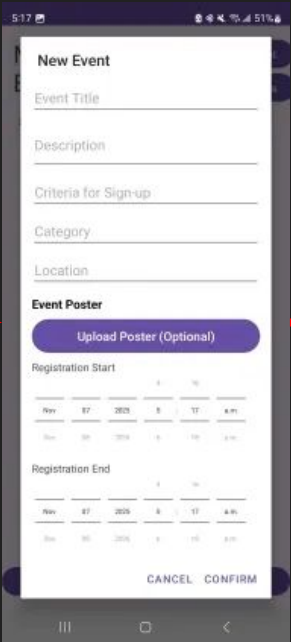 5:17 51%
New Event
Event Title
Description
Criteria for Sign-up
Category
Location
Event Poster
Upload Poster (Optional)
Registration Start
Nov 07 2025 5 : 17 a.m.
Registration End
Nov 07 2025 5 : 17 a.m.
CANCEL CONFIRM